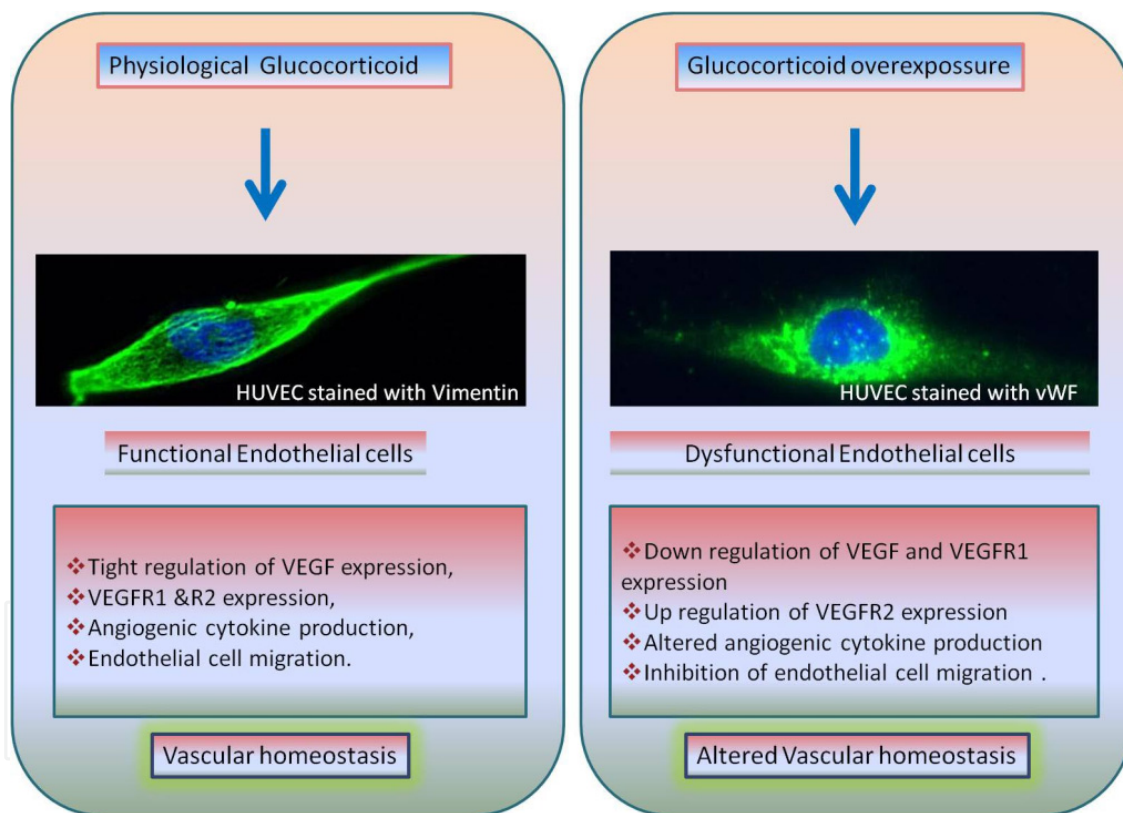 Physiological Glucocorticoid
HUVEC stained with Vimentin
Functional Endothelial cells
❖Tight regulation of VEGF expression,
❖VEGFR1 &R2 expression,
❖Angiogenic cytokine production,
❖Endothelial cell migration.
Vascular homeostasis
Glucocorticoid overexpossure
HUVEC stained with vWF
Dysfunctional Endothelial cells
❖Down regulation of VEGF and VEGFR1
expression
❖Up regulation of VEGFR2 expression
❖Altered angiogenic cytokine production
❖Inhibition of endothelial cell migration .
Altered Vascular homeostasis